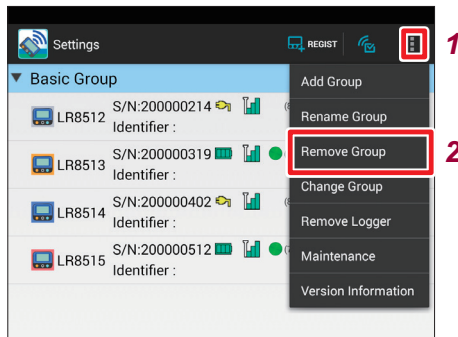 Settings
REGIST
1
Basic Group
Add Group
LR8512
S/N:200000214
Identifier :
Rename Group
LR8513
S/N:200000319
Identifier :
Remove Group
2
Change Group
LR8514
S/N:200000402
Identifier :
Remove Logger
LR8515
S/N:200000512
Identifier :
Maintenance
Version Information